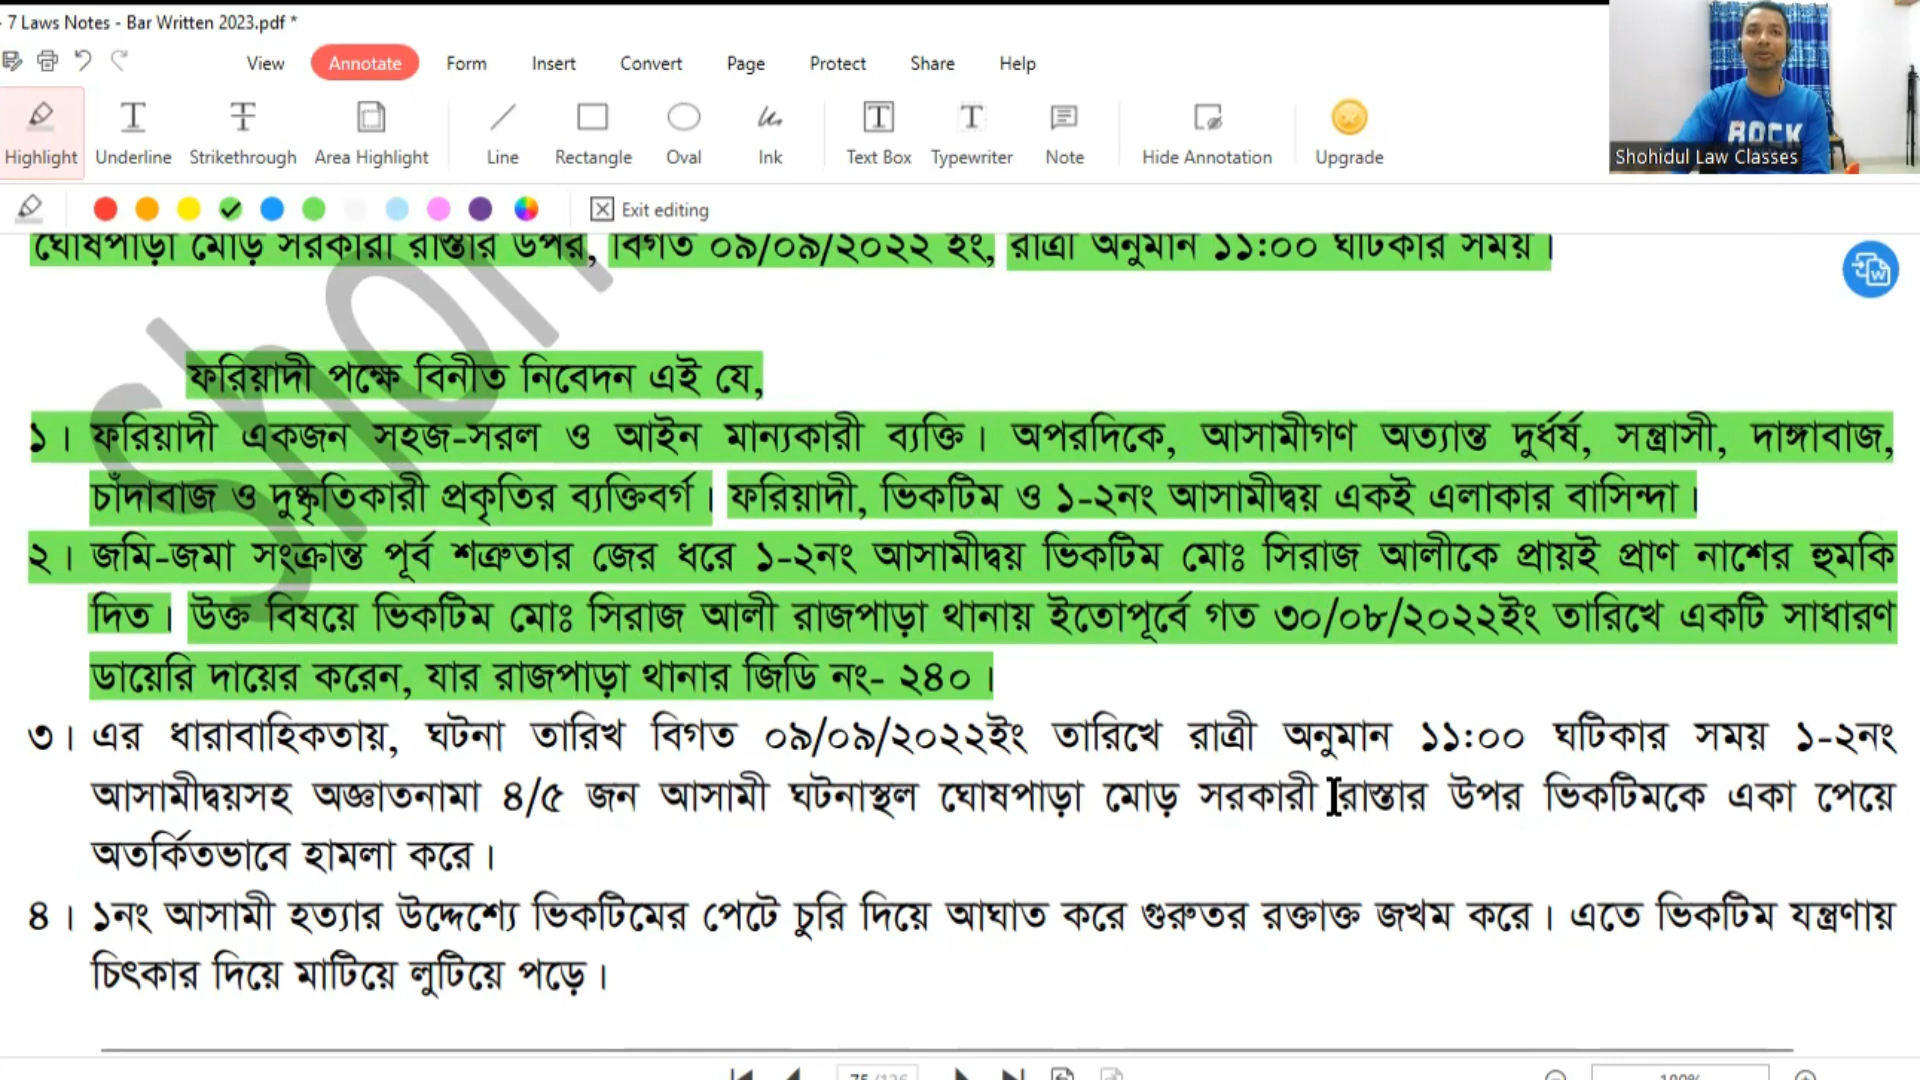 - 7 Laws Notes - Bar Written 2023.pdf *
View Annotate Form Insert Convert Page Protect Share Help
Highlight Underline Strikethrough Area Highlight Line Rectangle Oval Ink Text Box Typewriter Note Hide Annotation Upgrade
ROCK
Shohidul Law Classes
Exit editing
ঘোষপাড়া মোড় সরকারী রাস্তার উপর, বিগত ০৯/০৯/২০২২ ইং, রাত্রী অনুমান ১১:০০ ঘটিকার সময়।
Shoh
ফরিয়াদী পক্ষে বিনীত নিবেদন এই যে,
১। ফরিয়াদী একজন সহজ-সরল ও আইন মান্যকারী ব্যক্তি। অপরদিকে, আসামীগণ অত্যান্ত দুর্ধর্ষ, সন্ত্রাসী, দাঙ্গাবাজ,
চাঁদাবাজ ও দুষ্কৃতিকারী প্রকৃতির ব্যক্তিবর্গ। ফরিয়াদী, ভিকটিম ও ১-২নং আসামীদ্বয় একই এলাকার বাসিন্দা।
২। জমি-জমা সংক্রান্ত পূর্ব শত্রুতার জের ধরে ১-২নং আসামীদ্বয় ভিকটিম মোঃ সিরাজ আলীকে প্রায়ই প্রাণ নাশের হুমকি
দিত। উক্ত বিষয়ে ভিকটিম মোঃ সিরাজ আলী রাজপাড়া থানায় ইতোপূর্বে গত ৩০/০৮/২০২২ইং তারিখে একটি সাধারণ
ডায়েরি দায়ের করেন, যার রাজপাড়া থানার জিডি নং- ২৪০।
৩। এর ধারাবাহিকতায়, ঘটনা তারিখ বিগত ০৯/০৯/২০২২ইং তারিখে রাত্রী অনুমান ১১:০০ ঘটিকার সময় ১-২নং
আসামীদ্বয়সহ অজ্ঞাতনামা ৪/৫ জন আসামী ঘটনাস্থল ঘোষপাড়া মোড় সরকারী রাস্তার উপর ভিকটিমকে একা পেয়ে
অতর্কিতভাবে হামলা করে।
৪। ১নং আসামী হত্যার উদ্দেশ্যে ভিকটিমের পেটে চুরি দিয়ে আঘাত করে গুরুতর রক্তাক্ত জখম করে। এতে ভিকটিম যন্ত্রণায়
চিৎকার দিয়ে মাটিয়ে লুটিয়ে পড়ে।